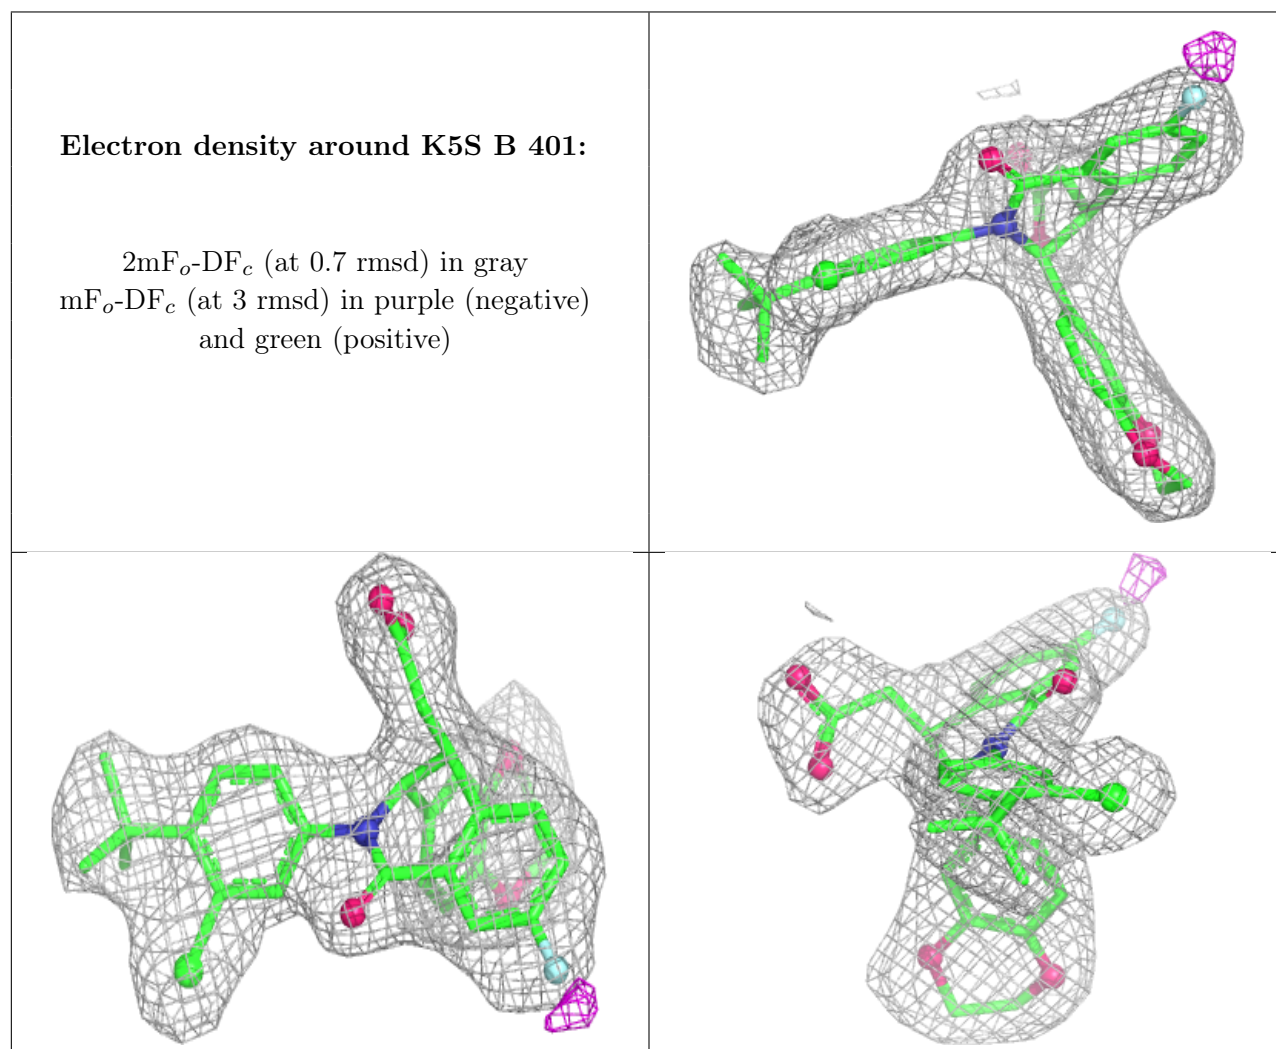 Electron density around K5S B 401:
2mFo-DFc (at 0.7 rmsd) in gray
mFo-DFc (at 3 rmsd) in purple (negative)
and green (positive)